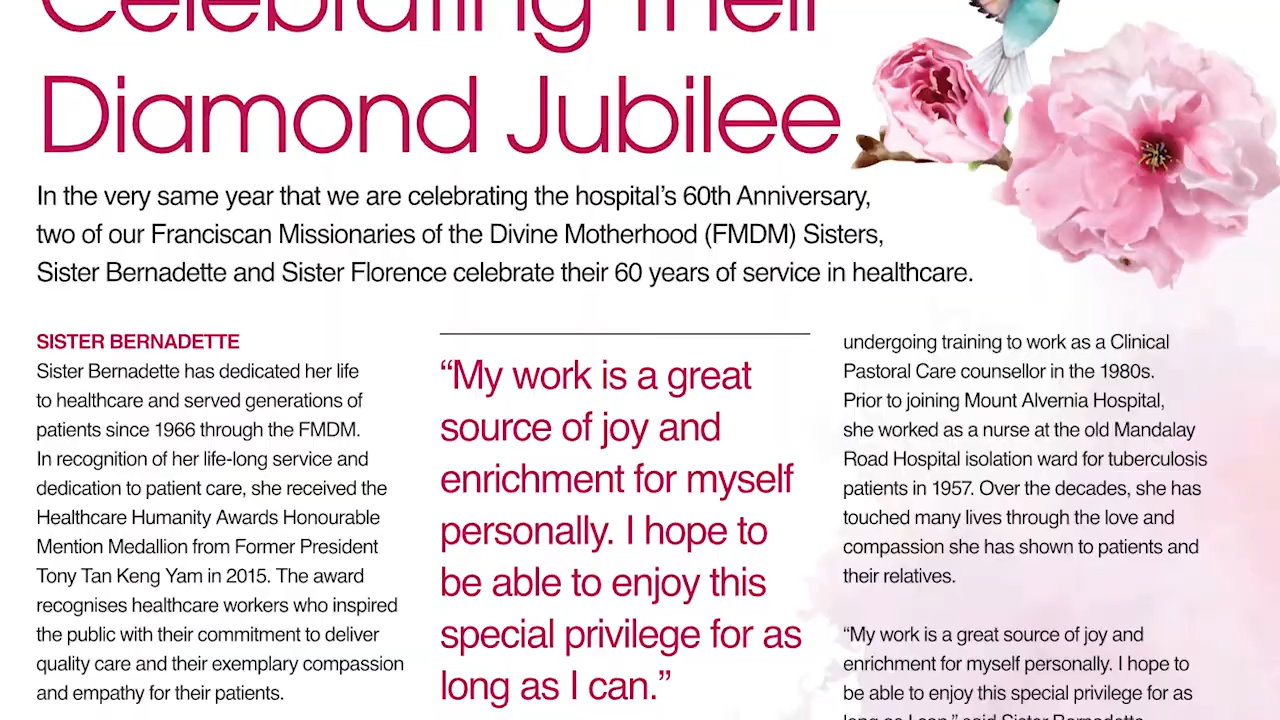 Celebrating Their
Diamond Jubilee
In the very same year that we are celebrating the hospital's 60th Anniversary,
two of our Franciscan Missionaries of the Divine Motherhood (FMDM) Sisters,
Sister Bernadette and Sister Florence celebrate their 60 years of service in healthcare.
SISTER BERNADETTE
Sister Bernadette has dedicated her life
to healthcare and served generations of
patients since 1966 through the FMDM.
In recognition of her life-long service and
dedication to patient care, she received the
Healthcare Humanity Awards Honourable
Mention Medallion from Former President
Tony Tan Keng Yam in 2015. The award
recognises healthcare workers who inspired
the public with their commitment to deliver
quality care and their exemplary compassion
and empathy for their patients.
“My work is a great
source of joy and
enrichment for myself
personally. I hope to
be able to enjoy this
special privilege for as
long as I can.”
undergoing training to work as a Clinical
Pastoral Care counsellor in the 1980s.
Prior to joining Mount Alvernia Hospital,
she worked as a nurse at the old Mandalay
Road Hospital isolation ward for tuberculosis
patients in 1957. Over the decades, she has
touched many lives through the love and
compassion she has shown to patients and
their relatives.
“My work is a great source of joy and
enrichment for myself personally. I hope to
be able to enjoy this special privilege for as
long as I can,” said Sister Bernadette